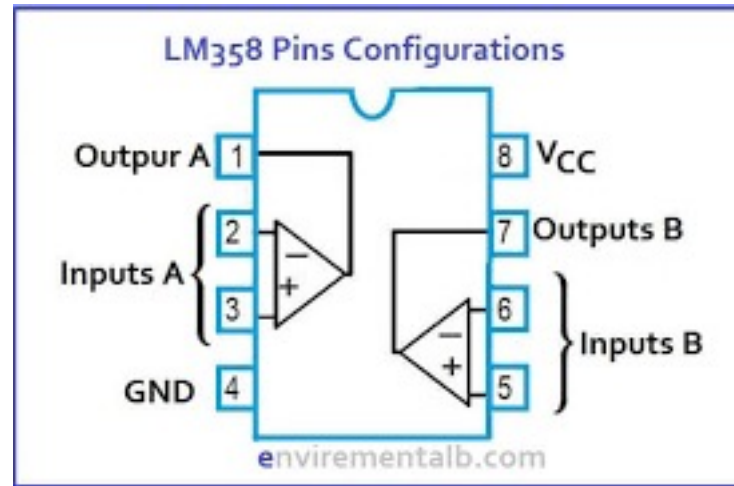 LM358 Pins Configurations
Outpur A 1 8 VCC
2 7 Outputs B
Inputs A
3 6
Inputs B
GND 4 5
− +
− +
envirementalb.com